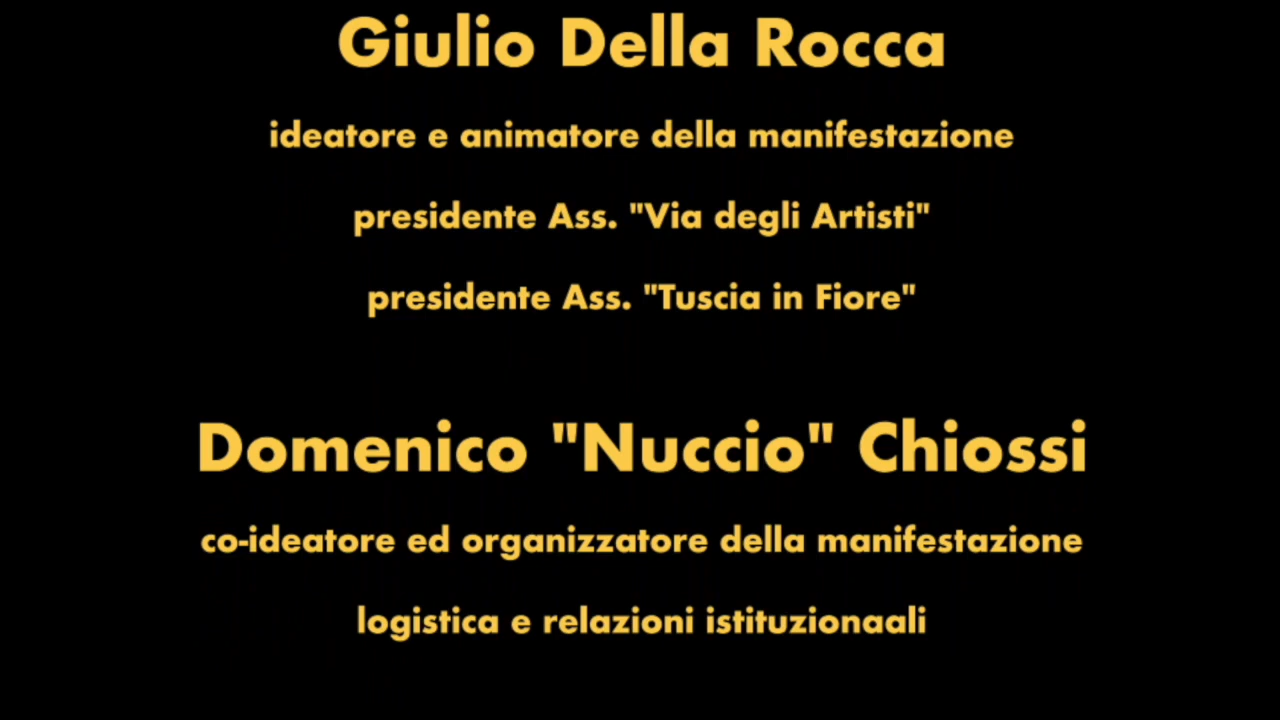 Giulio Della Rocca
ideatore e animatore della manifestazione
presidente Ass. "Via degli Artisti"
presidente Ass. "Tuscia in Fiore"
Domenico "Nuccio" Chiossi
co-ideatore ed organizzatore della manifestazione
logistica e relazioni istituzionaali